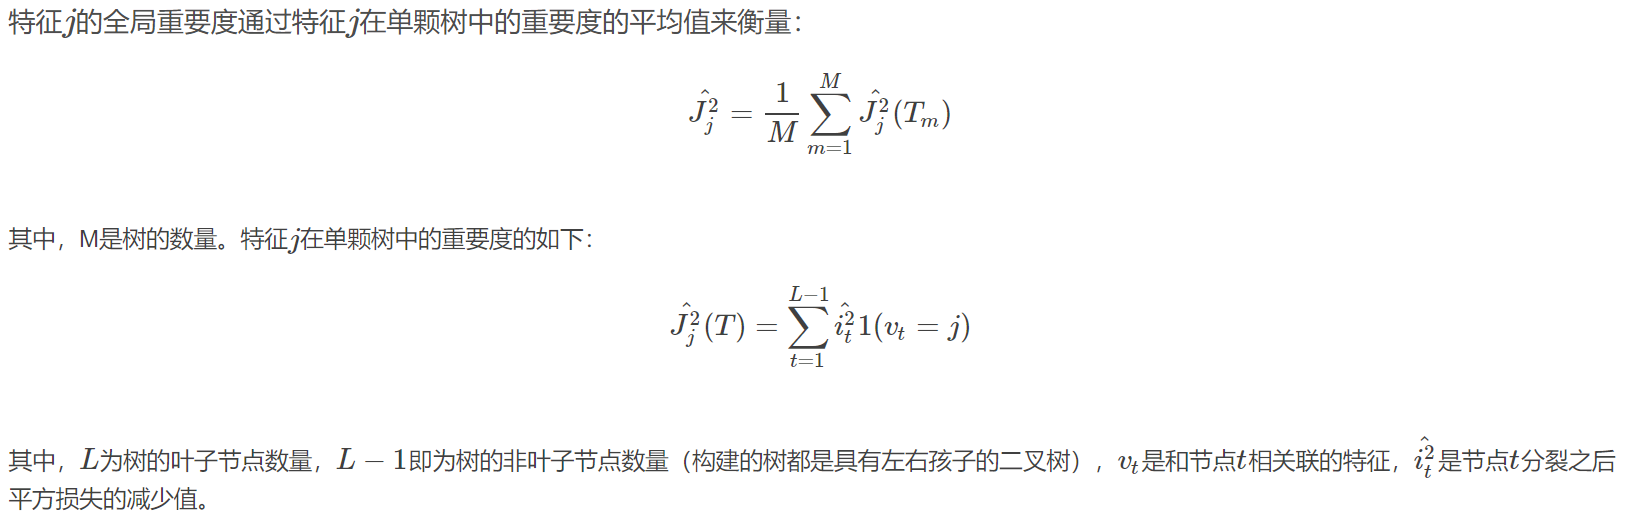 特征$j$的全局重要度通过特征$j$在单颗树中的重要度的平均值来衡量：
$\hat{J_j^2} = \frac{1}{M} \sum_{m=1}^{M} \hat{J_j^2}(T_m)$
其中，M是树的数量。特征$j$在单颗树中的重要度的如下：
$\hat{J_j^2}(T) = \sum_{t=1}^{L-1} \hat{i_t^2} 1(v_t = j)$
其中，$L$为树的叶子节点数量，$L-1$即为树的非叶子节点数量（构建的树都是具有左右孩子的二叉树），$v_t$是和节点$t$相关联的特征，$\hat{i_t^2}$是节点$t$分裂之后
平方损失的减少值。